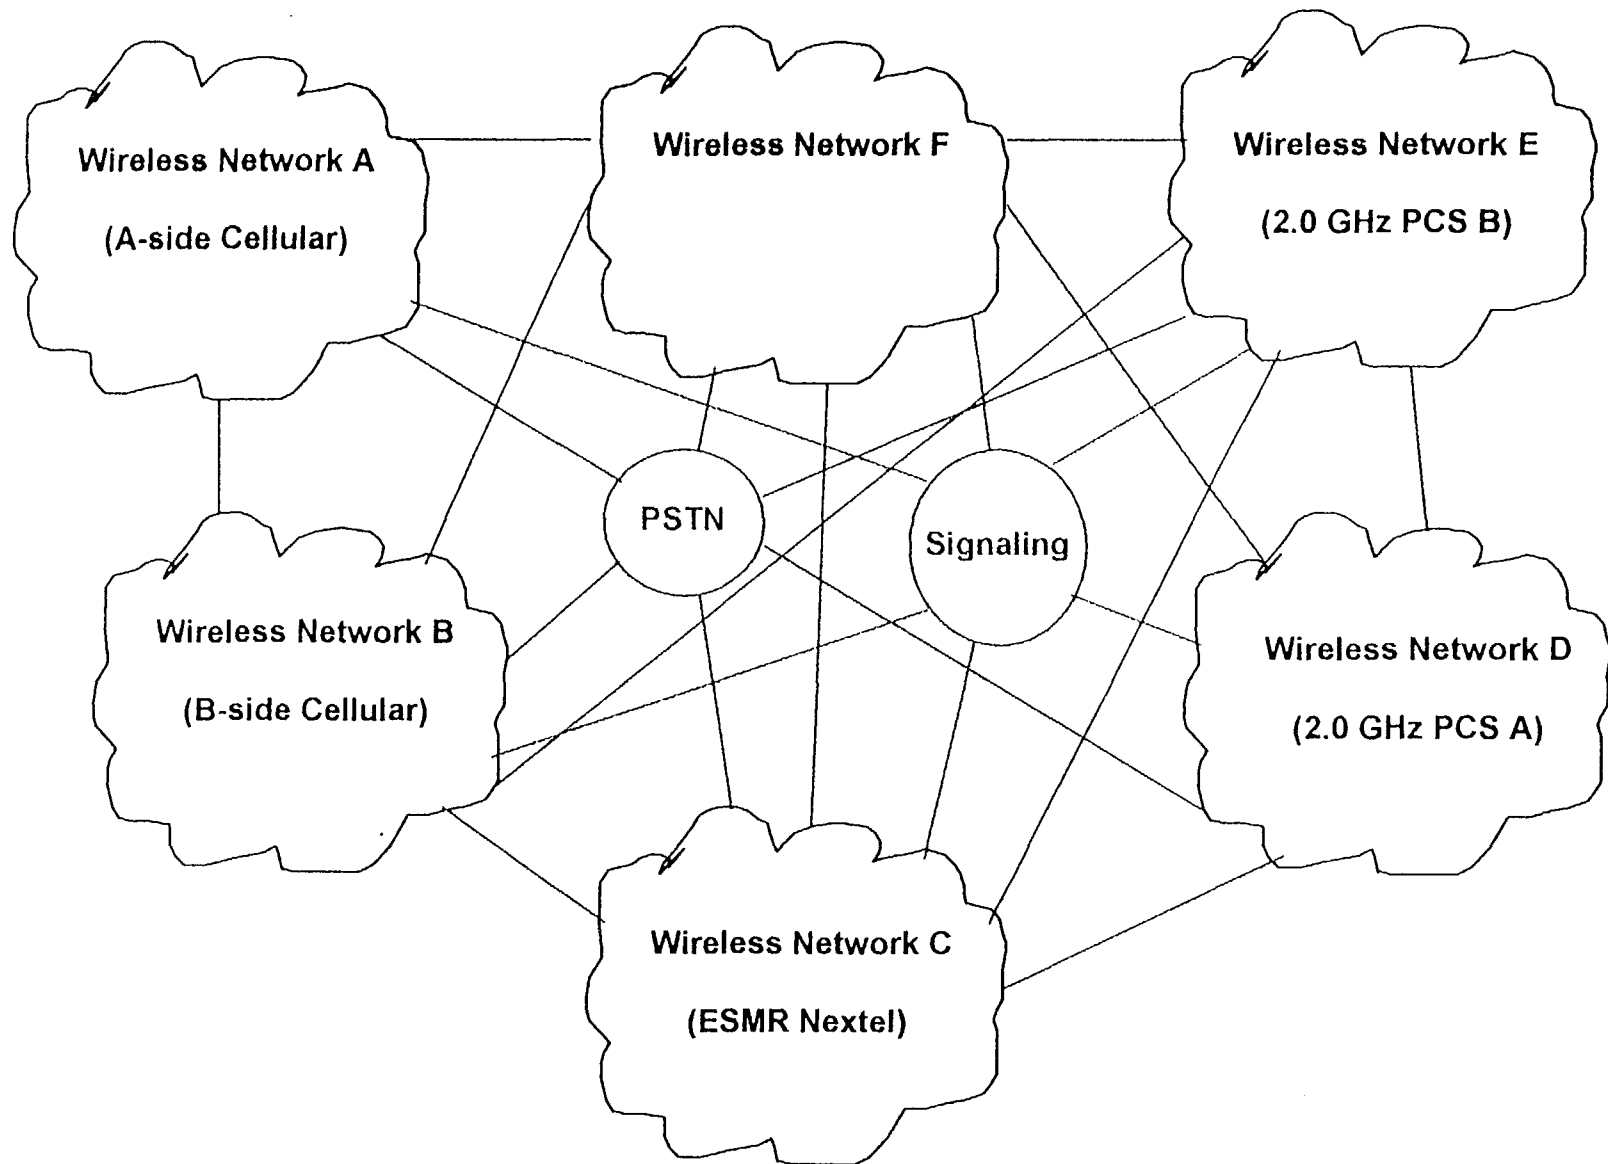 Wireless Network A
(A-side Cellular)
Wireless Network F
Wireless Network E
(2.0 GHz PCS B)
PSTN
Signaling
Wireless Network B
(B-side Cellular)
Wireless Network D
(2.0 GHz PCS A)
Wireless Network C
(ESMR Nextel)